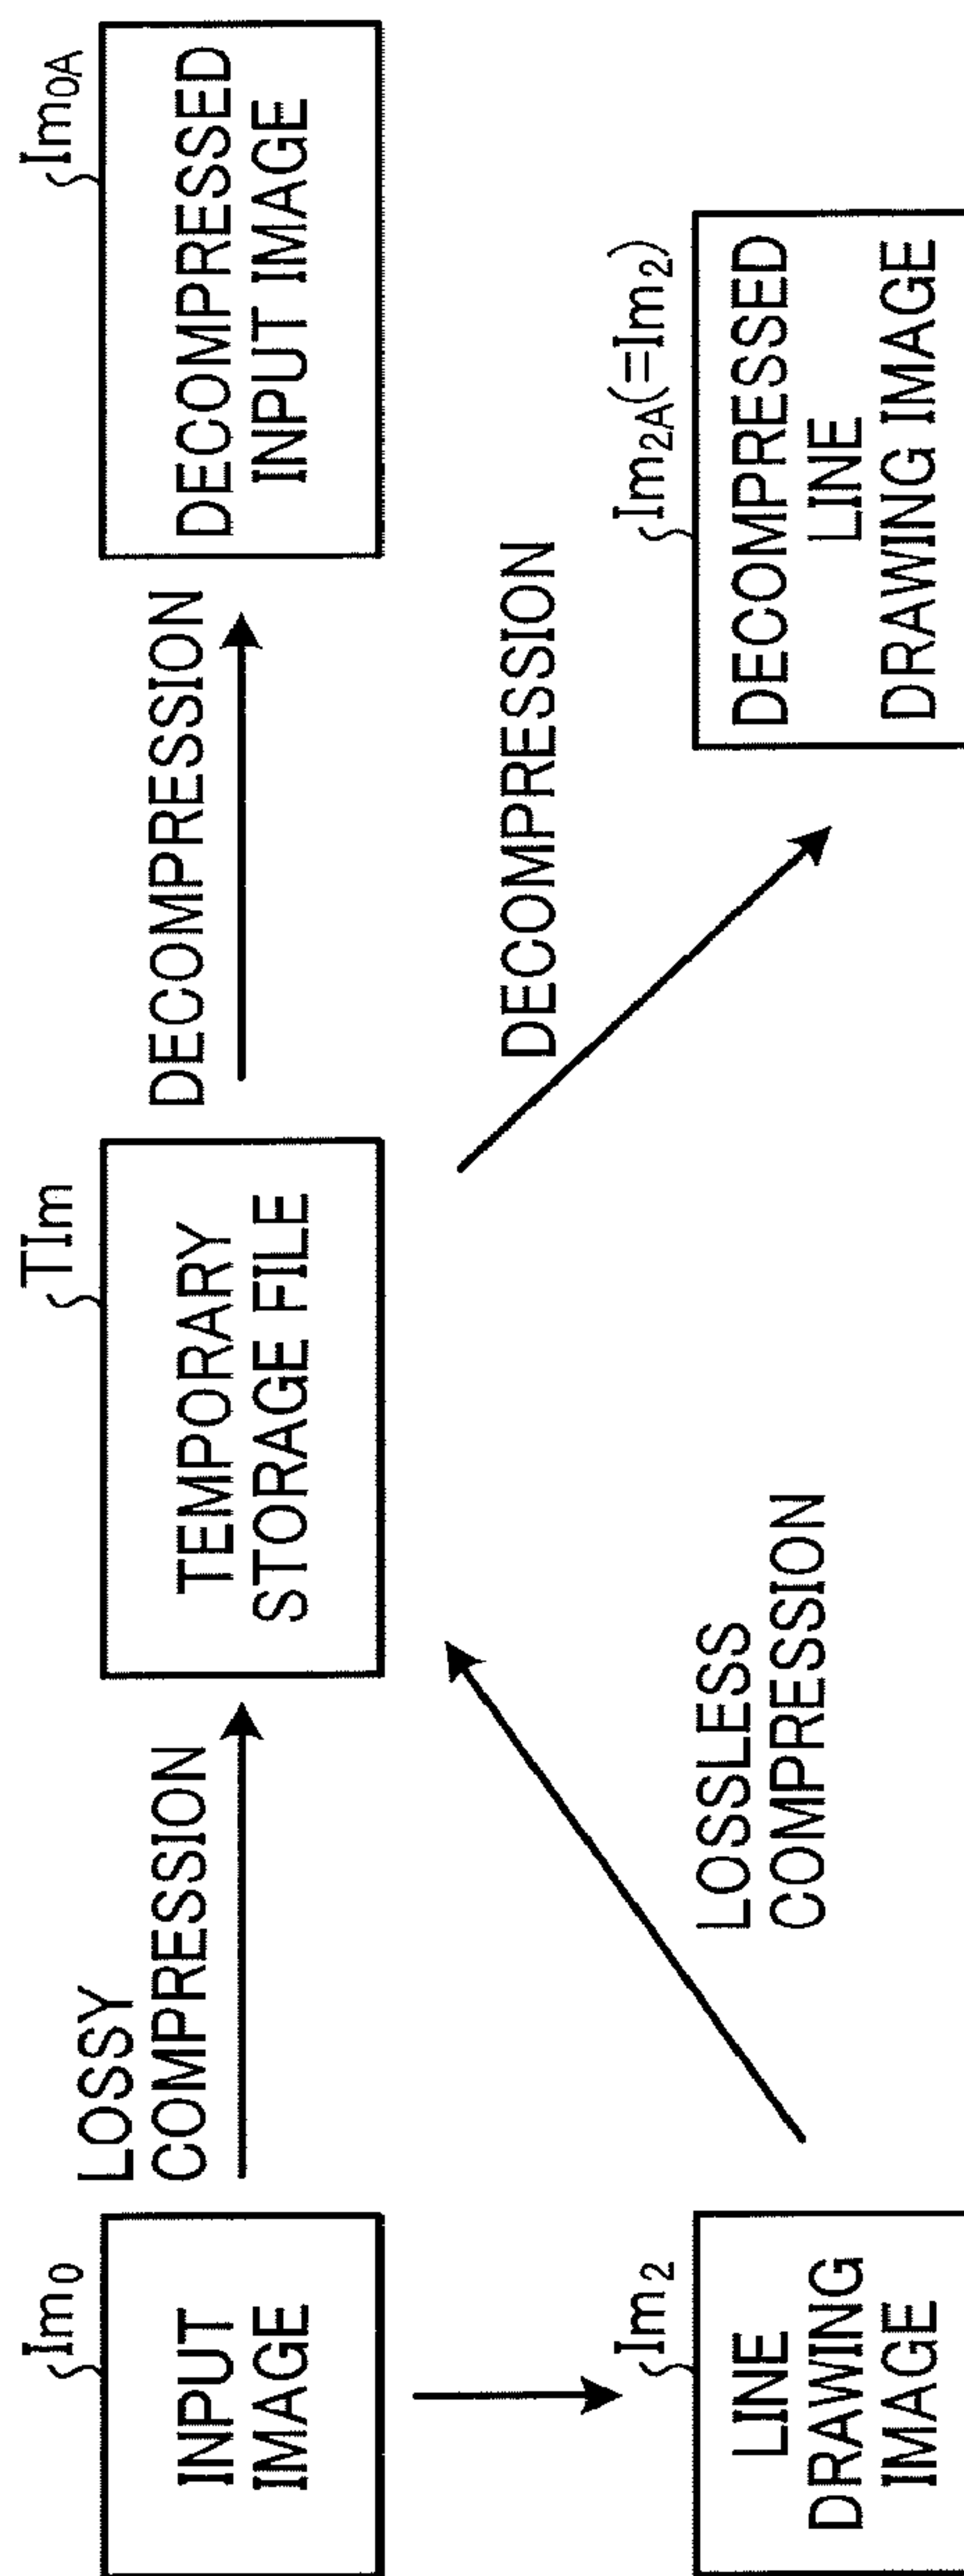 Im0
INPUT
IMAGE
LOSSY
COMPRESSION
TIm
TEMPORARY
STORAGE FILE
DECOMPRESSION
Im0A
DECOMPRESSED
INPUT IMAGE
Im2
LINE
DRAWING
IMAGE
LOSSLESS
COMPRESSION
DECOMPRESSION
Im2A(=Im2)
DECOMPRESSED
LINE
DRAWING IMAGE